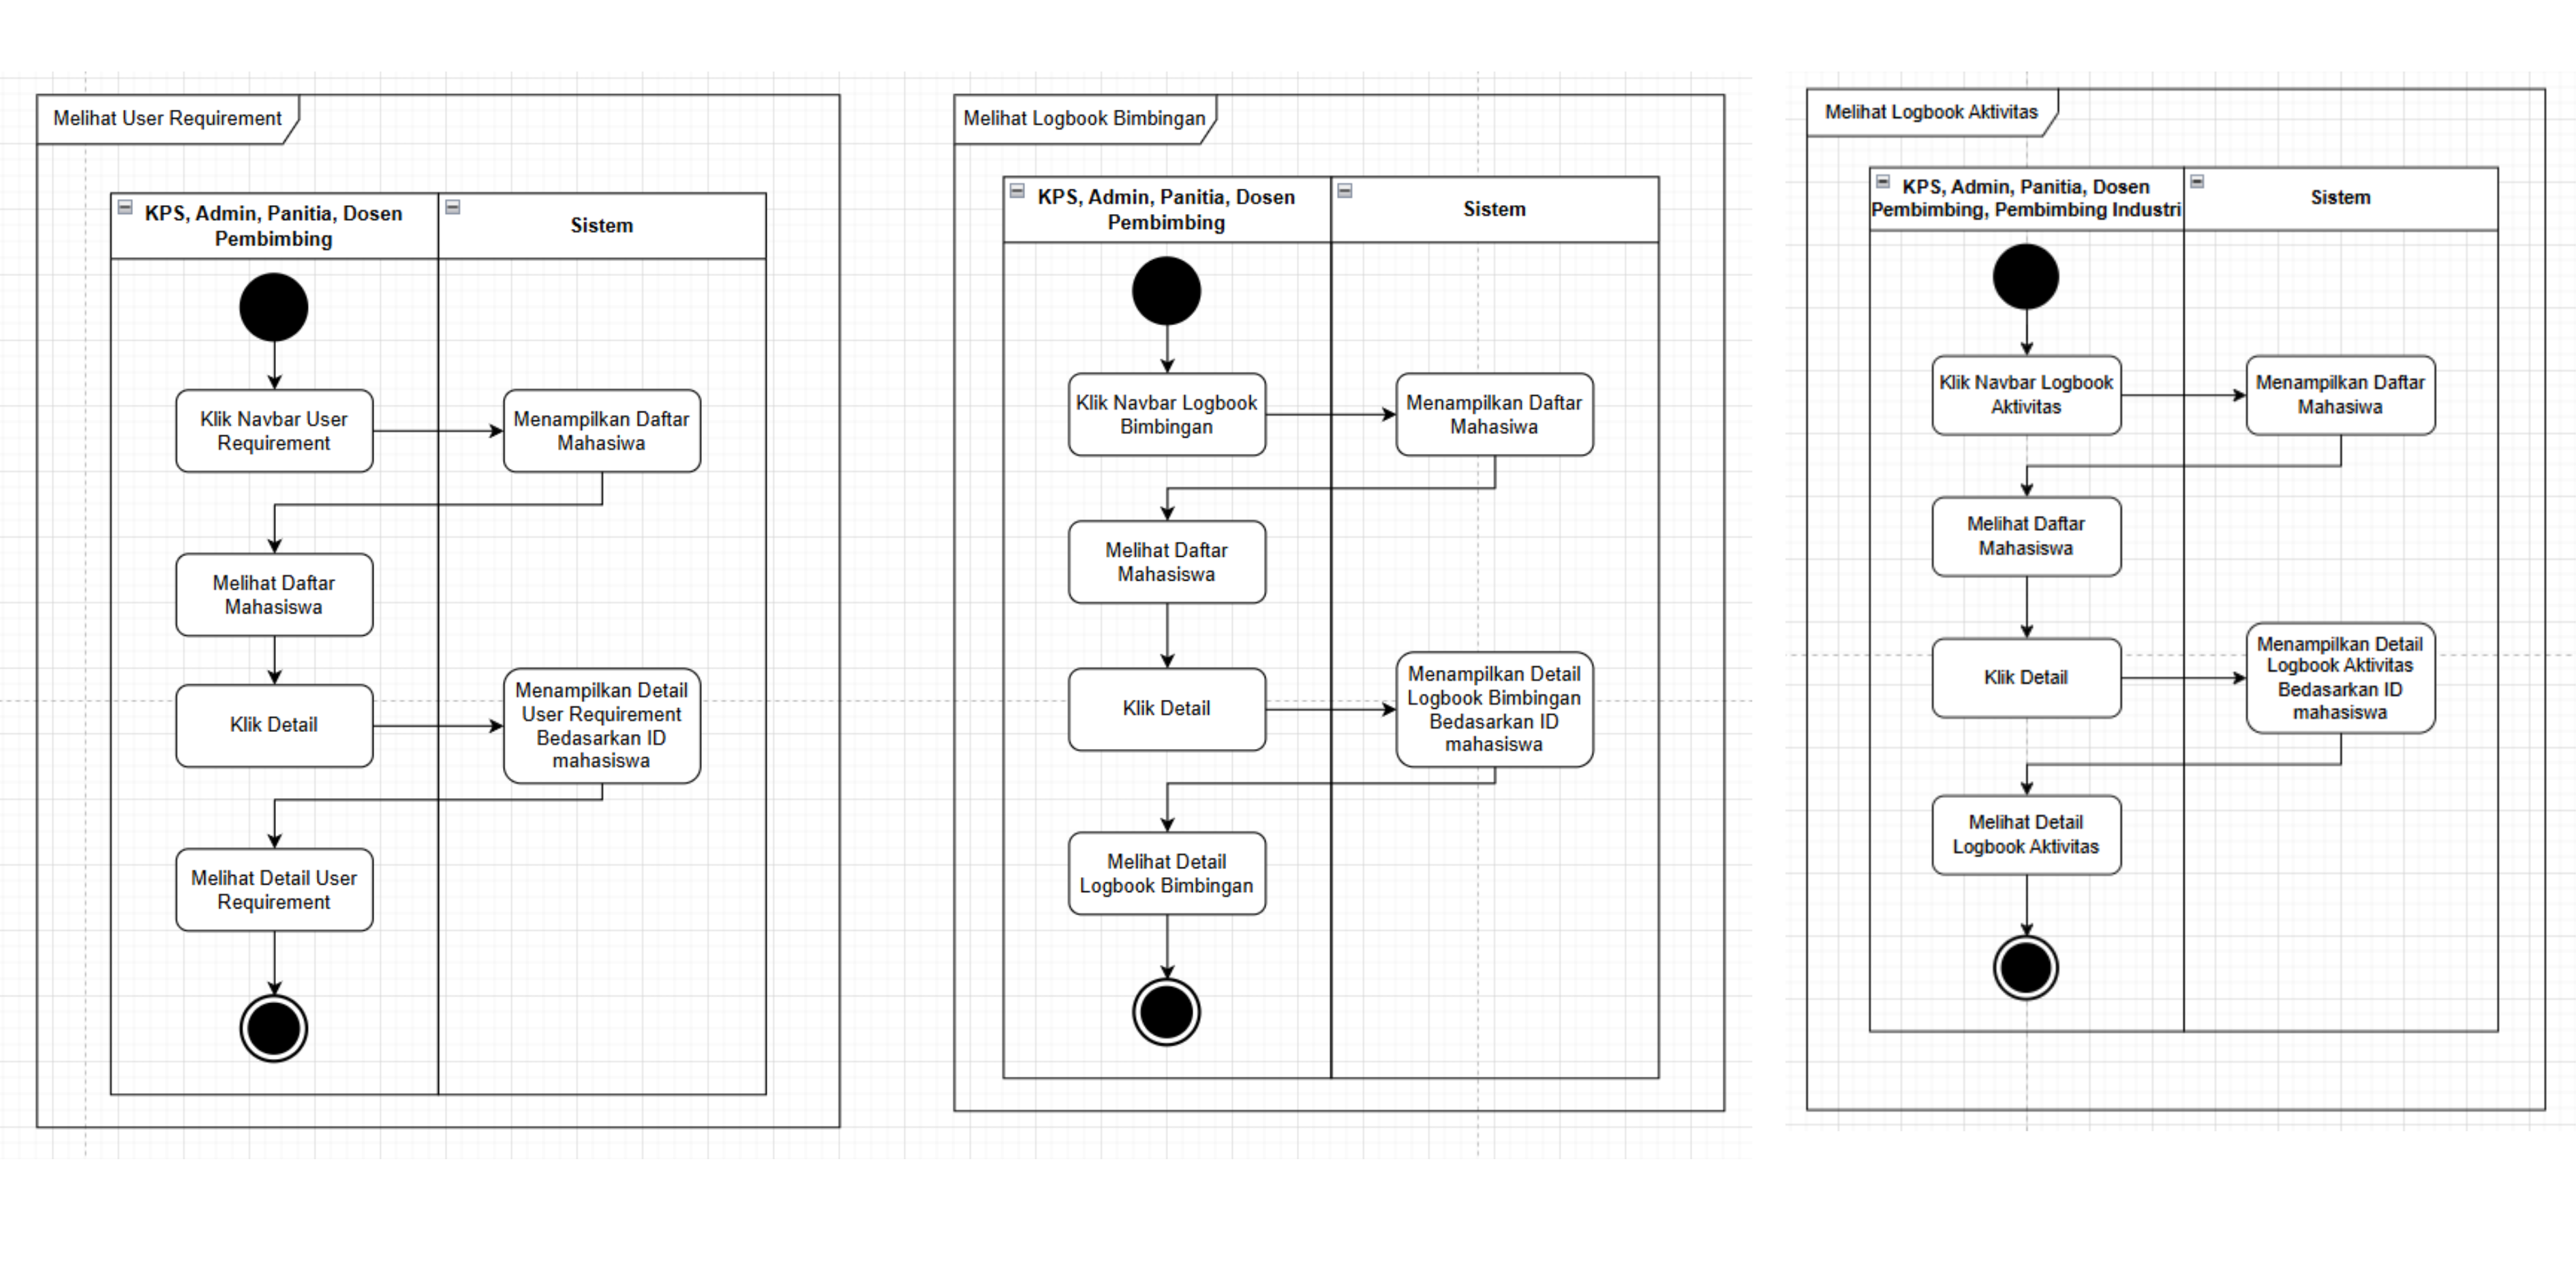 Melihat User Requirement
KPS, Admin, Panitia, Dosen
Pembimbing
Sistem
Klik Navbar User
Requirement
Menampilkan Daftar
Mahasiwa
Melihat Daftar
Mahasiswa
Klik Detail
Menampilkan Detail
User Requirement
Bedasarkan ID
mahasiswa
Melihat Detail User
Requirement
Melihat Logbook Bimbingan
KPS, Admin, Panitia, Dosen
Pembimbing
Sistem
Klik Navbar Logbook
Bimbingan
Menampilkan Daftar
Mahasiwa
Melihat Daftar
Mahasiswa
Klik Detail
Menampilkan Detail
Logbook Bimbingan
Bedasarkan ID
mahasiswa
Melihat Detail
Logbook Bimbingan
Melihat Logbook Aktivitas
KPS, Admin, Panitia, Dosen
Pembimbing, Pembimbing Industri
Sistem
Klik Navbar Logbook
Aktivitas
Menampilkan Daftar
Mahasiwa
Melihat Daftar
Mahasiswa
Klik Detail
Menampilkan Detail
Logbook Aktivitas
Bedasarkan ID
mahasiswa
Melihat Detail
Logbook Aktivitas